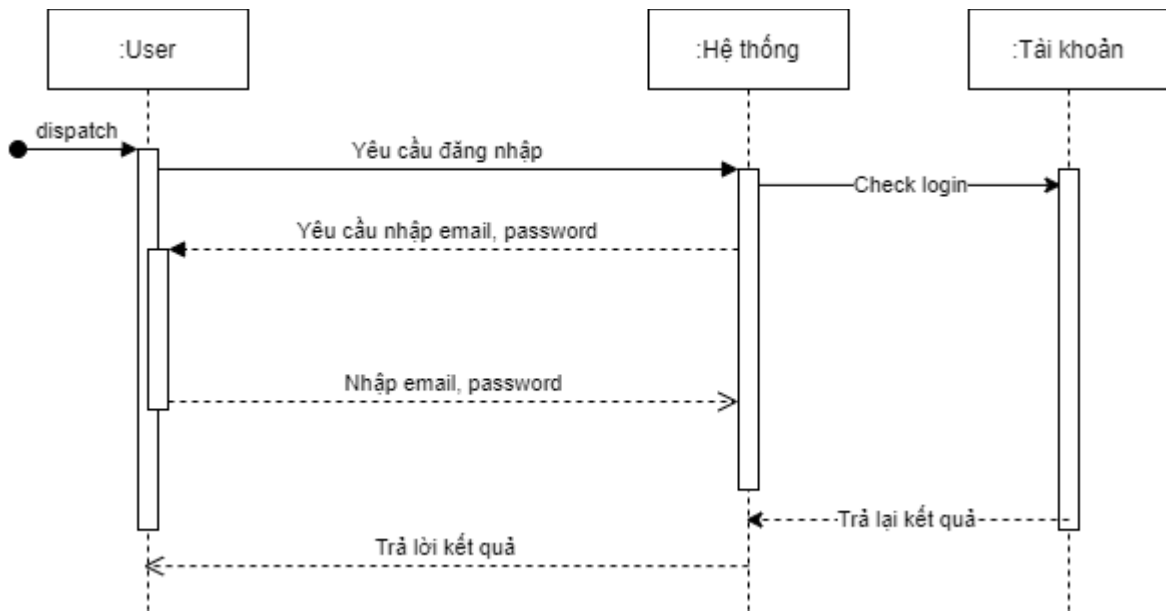 :User
:Hệ thống
:Tài khoản
dispatch
Yêu cầu đăng nhập
Check login
Yêu cầu nhập email, password
Nhập email, password
Trả lại kết quả
Trả lời kết quả